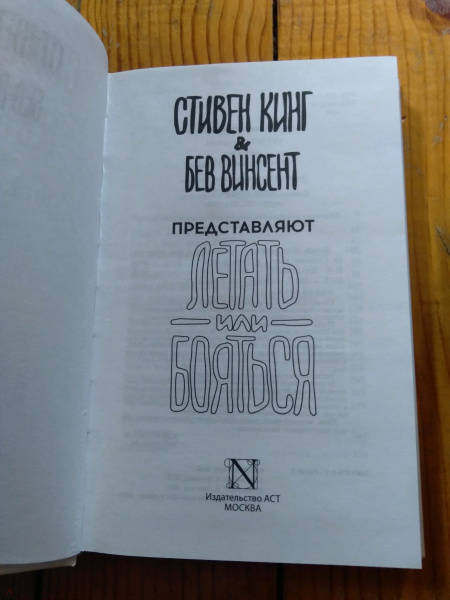 СТИВЕН КИНГ
&
БЕВ ВИНСЕНТ
ПРЕДСТАВЛЯЮТ
ЛЕТАТЬ
ИЛИ
БОЯТЬСЯ
N
Издательство АСТ
МОСКВА